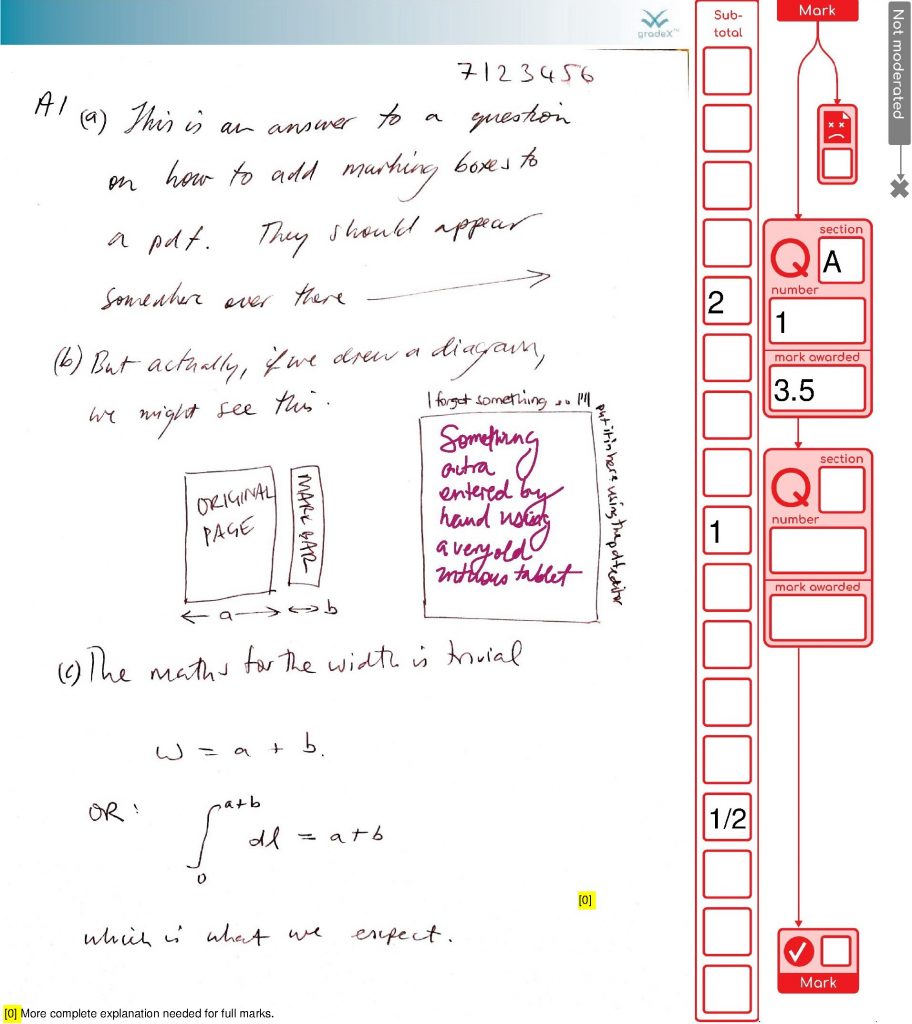 gradeX™
Sub-
total
Mark
Not moderated
7123456
A1 (a) This is an answer to a question
on how to add marking boxes to
a pdf. They should appear
somewhere over there
(b) But actually, if we drew a diagram,
we might see this.
I forgot something so I'll
put it in here using the pdf editor
Something
extra
entered by
hand using
a very old
intuous tablet
ORIGINAL
PAGE
MARK BAR
a
b
(c) The maths for the width is trivial
w = a + b.
OR:
∫
a+b
0
dl = a+b
which is what we expect.
[0]
[0] More complete explanation needed for full marks.
2
1
1/2
section
Q
A
number
1
mark awarded
3.5
section
Q
number
mark awarded
Mark